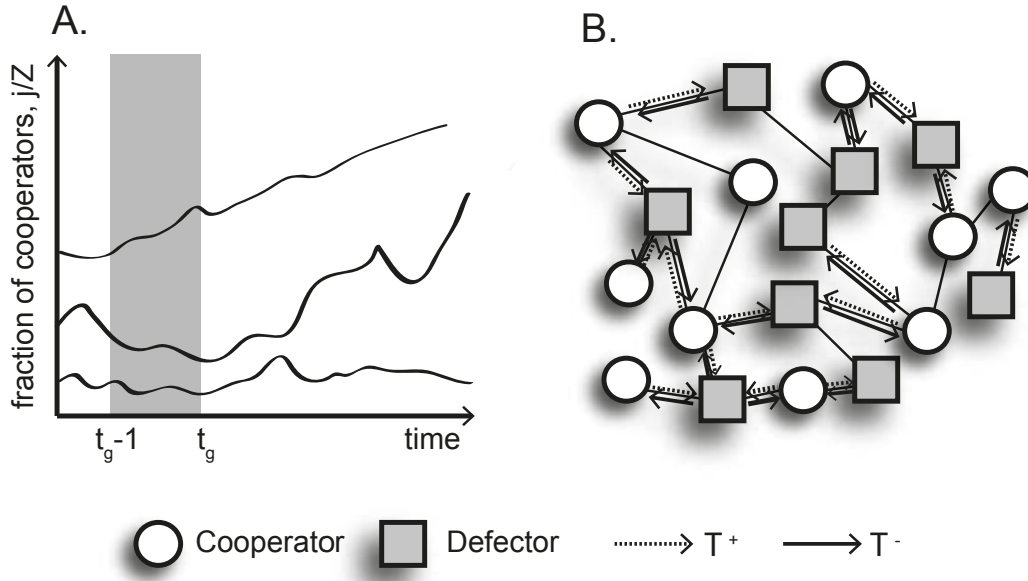 A.
B.
fraction of cooperators, j/Z
t_g-1
t_g
time
Cooperator
Defector
T +
T -